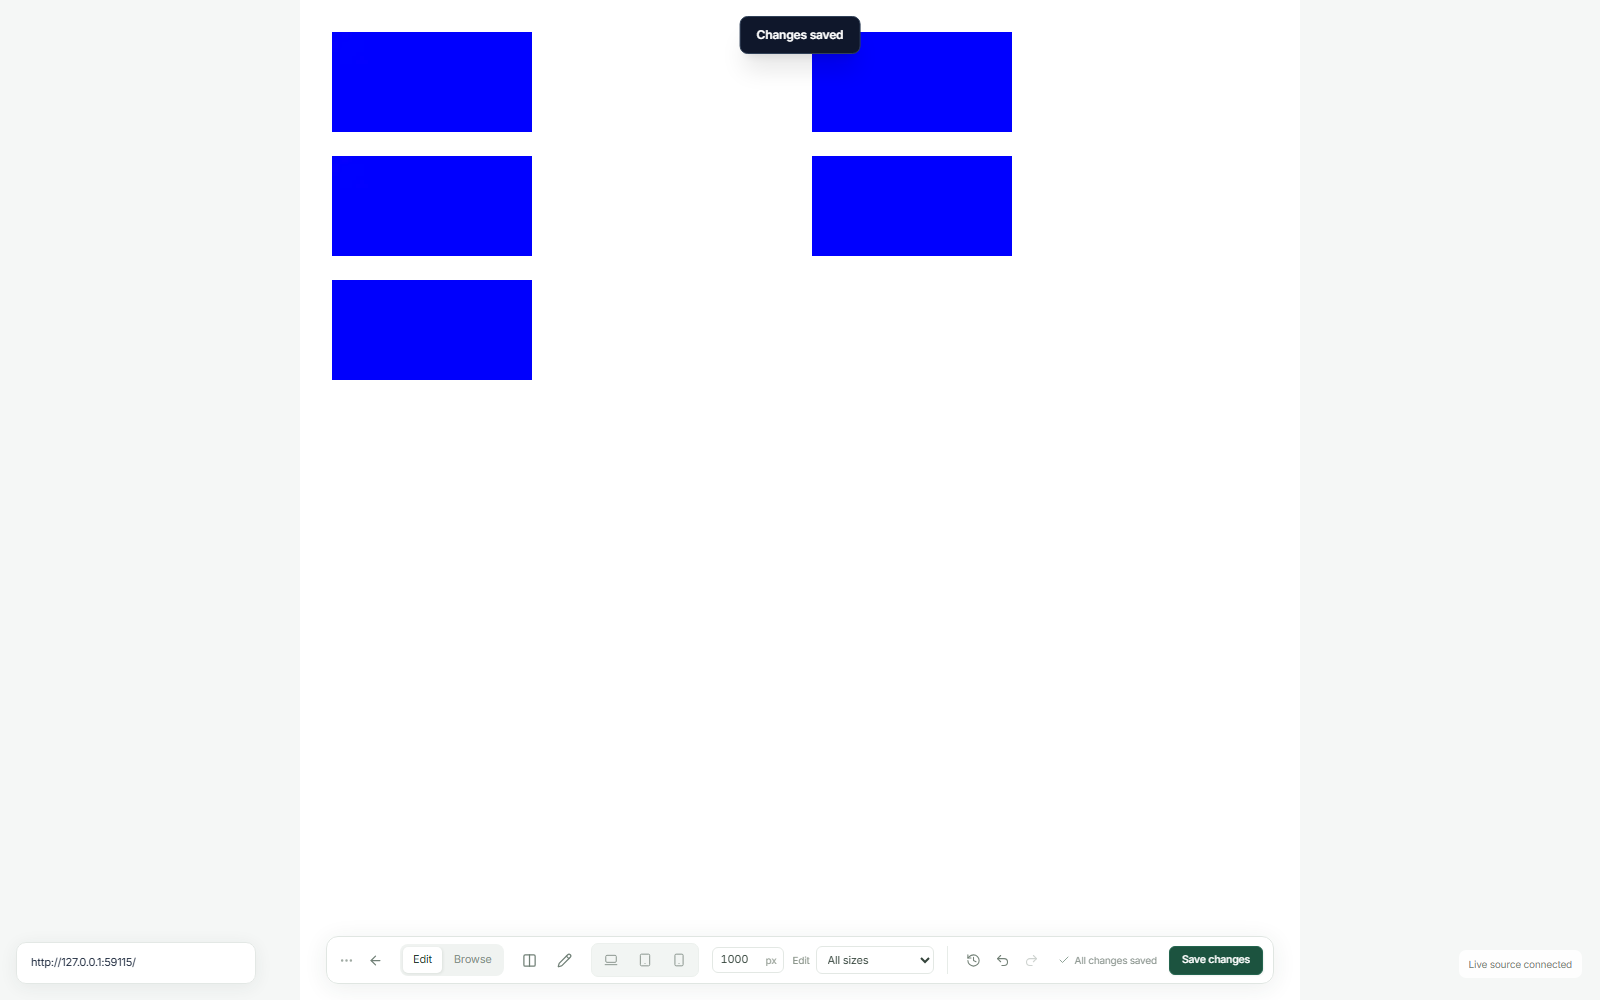 Changes saved
http://127.0.0.1:59115/
Edit
Browse
1000 px
Edit
All sizes
All changes saved
Save changes
Live source connected